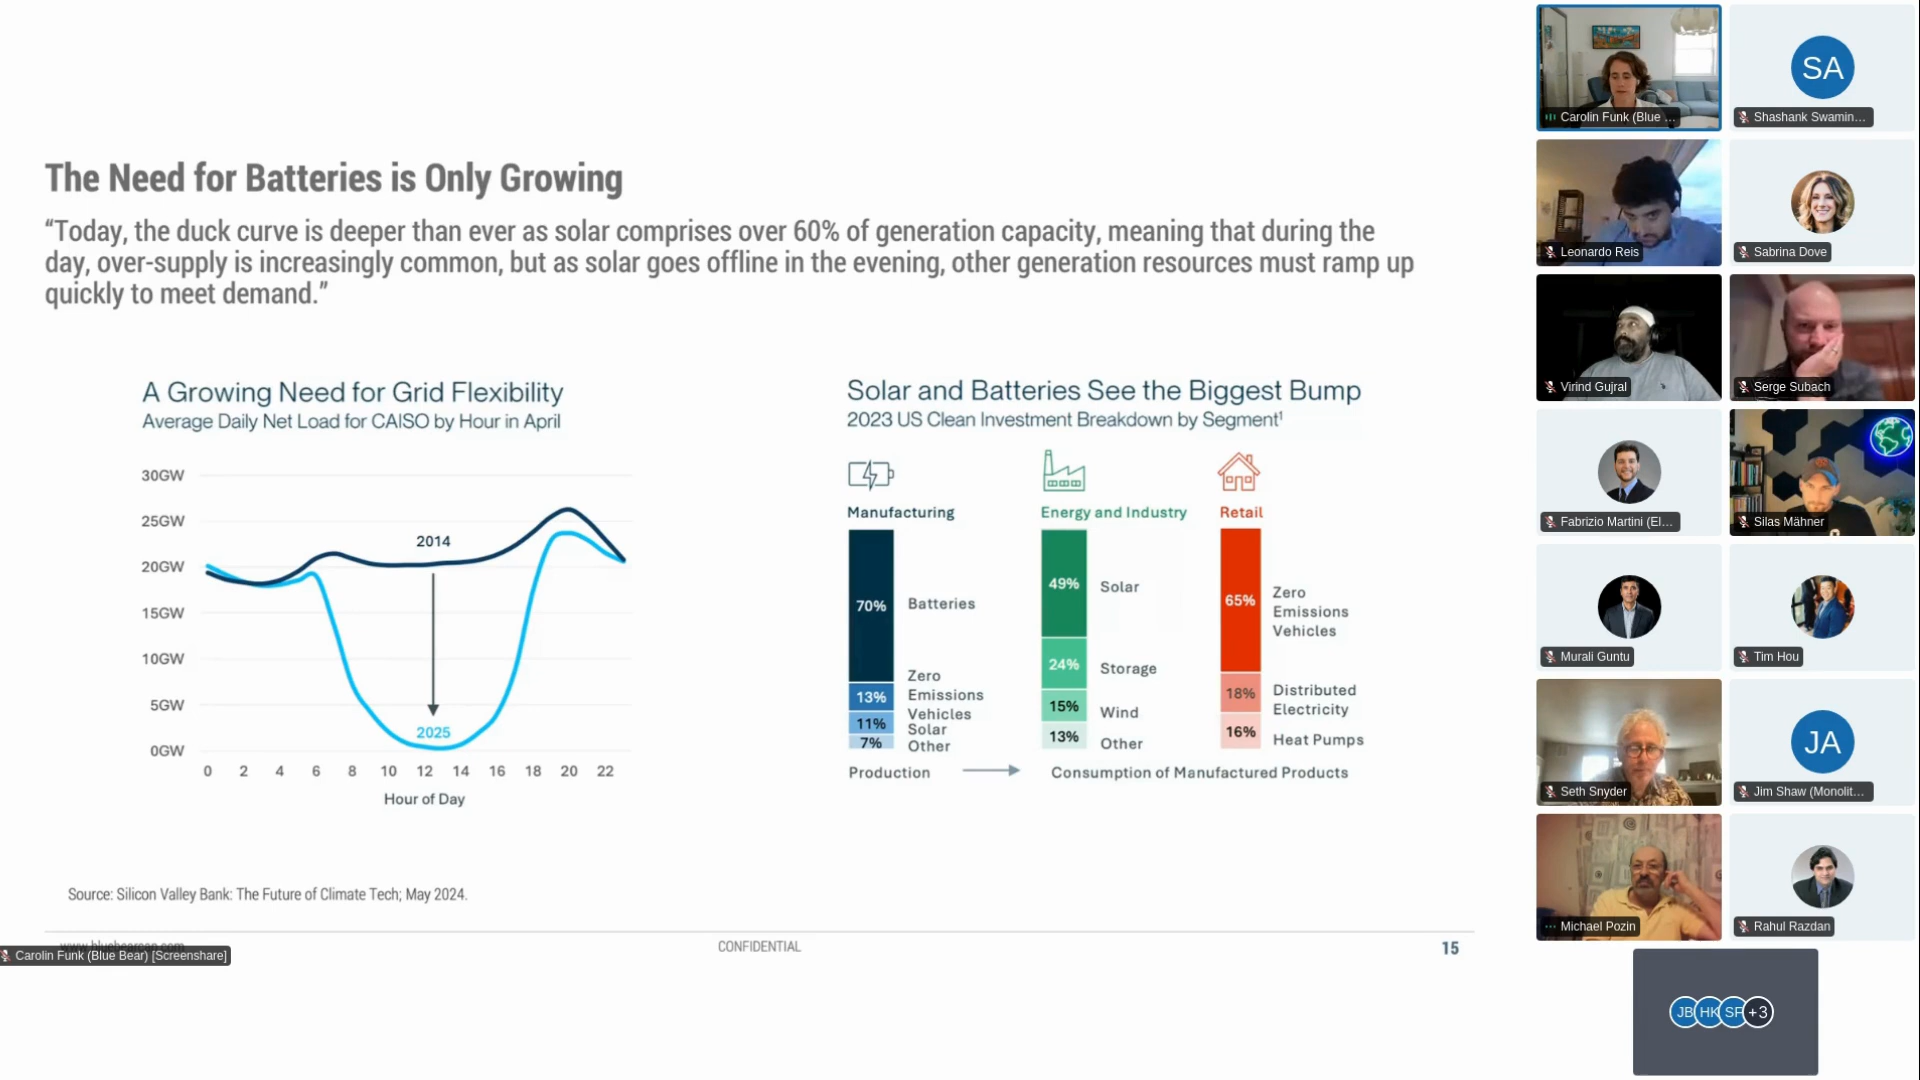 The Need for Batteries is Only Growing
“Today, the duck curve is deeper than ever as solar comprises over 60% of generation capacity, meaning that during the
day, over-supply is increasingly common, but as solar goes offline in the evening, other generation resources must ramp up
quickly to meet demand.”
A Growing Need for Grid Flexibility
Average Daily Net Load for CAISO by Hour in April
30GW
25GW
20GW
15GW
10GW
5GW
0GW
2014
2025
0 2 4 6 8 10 12 14 16 18 20 22
Hour of Day
Solar and Batteries See the Biggest Bump
2023 US Clean Investment Breakdown by Segment¹
Manufacturing
70% Batteries
13% Zero
Emissions
Vehicles
11% Solar
7% Other
Energy and Industry
49% Solar
24% Storage
15% Wind
13% Other
Retail
65% Zero
Emissions
Vehicles
18% Distributed
Electricity
16% Heat Pumps
Production
Consumption of Manufactured Products
Source: Silicon Valley Bank: The Future of Climate Tech; May 2024.
www.bluebearcap.com
CONFIDENTIAL
15
Carolin Funk (Blue Bear) [Screenshare]
Carolin Funk (Blue ...
SA
Shashank Swamin...
Leonardo Reis
Sabrina Dove
Virind Gujral
Serge Subach
Fabrizio Martini (El...
Silas Mähner
Murali Guntu
Tim Hou
Seth Snyder
JA
Jim Shaw (Monolit...
Michael Pozin
Rahul Razdan
JB HK SF +3